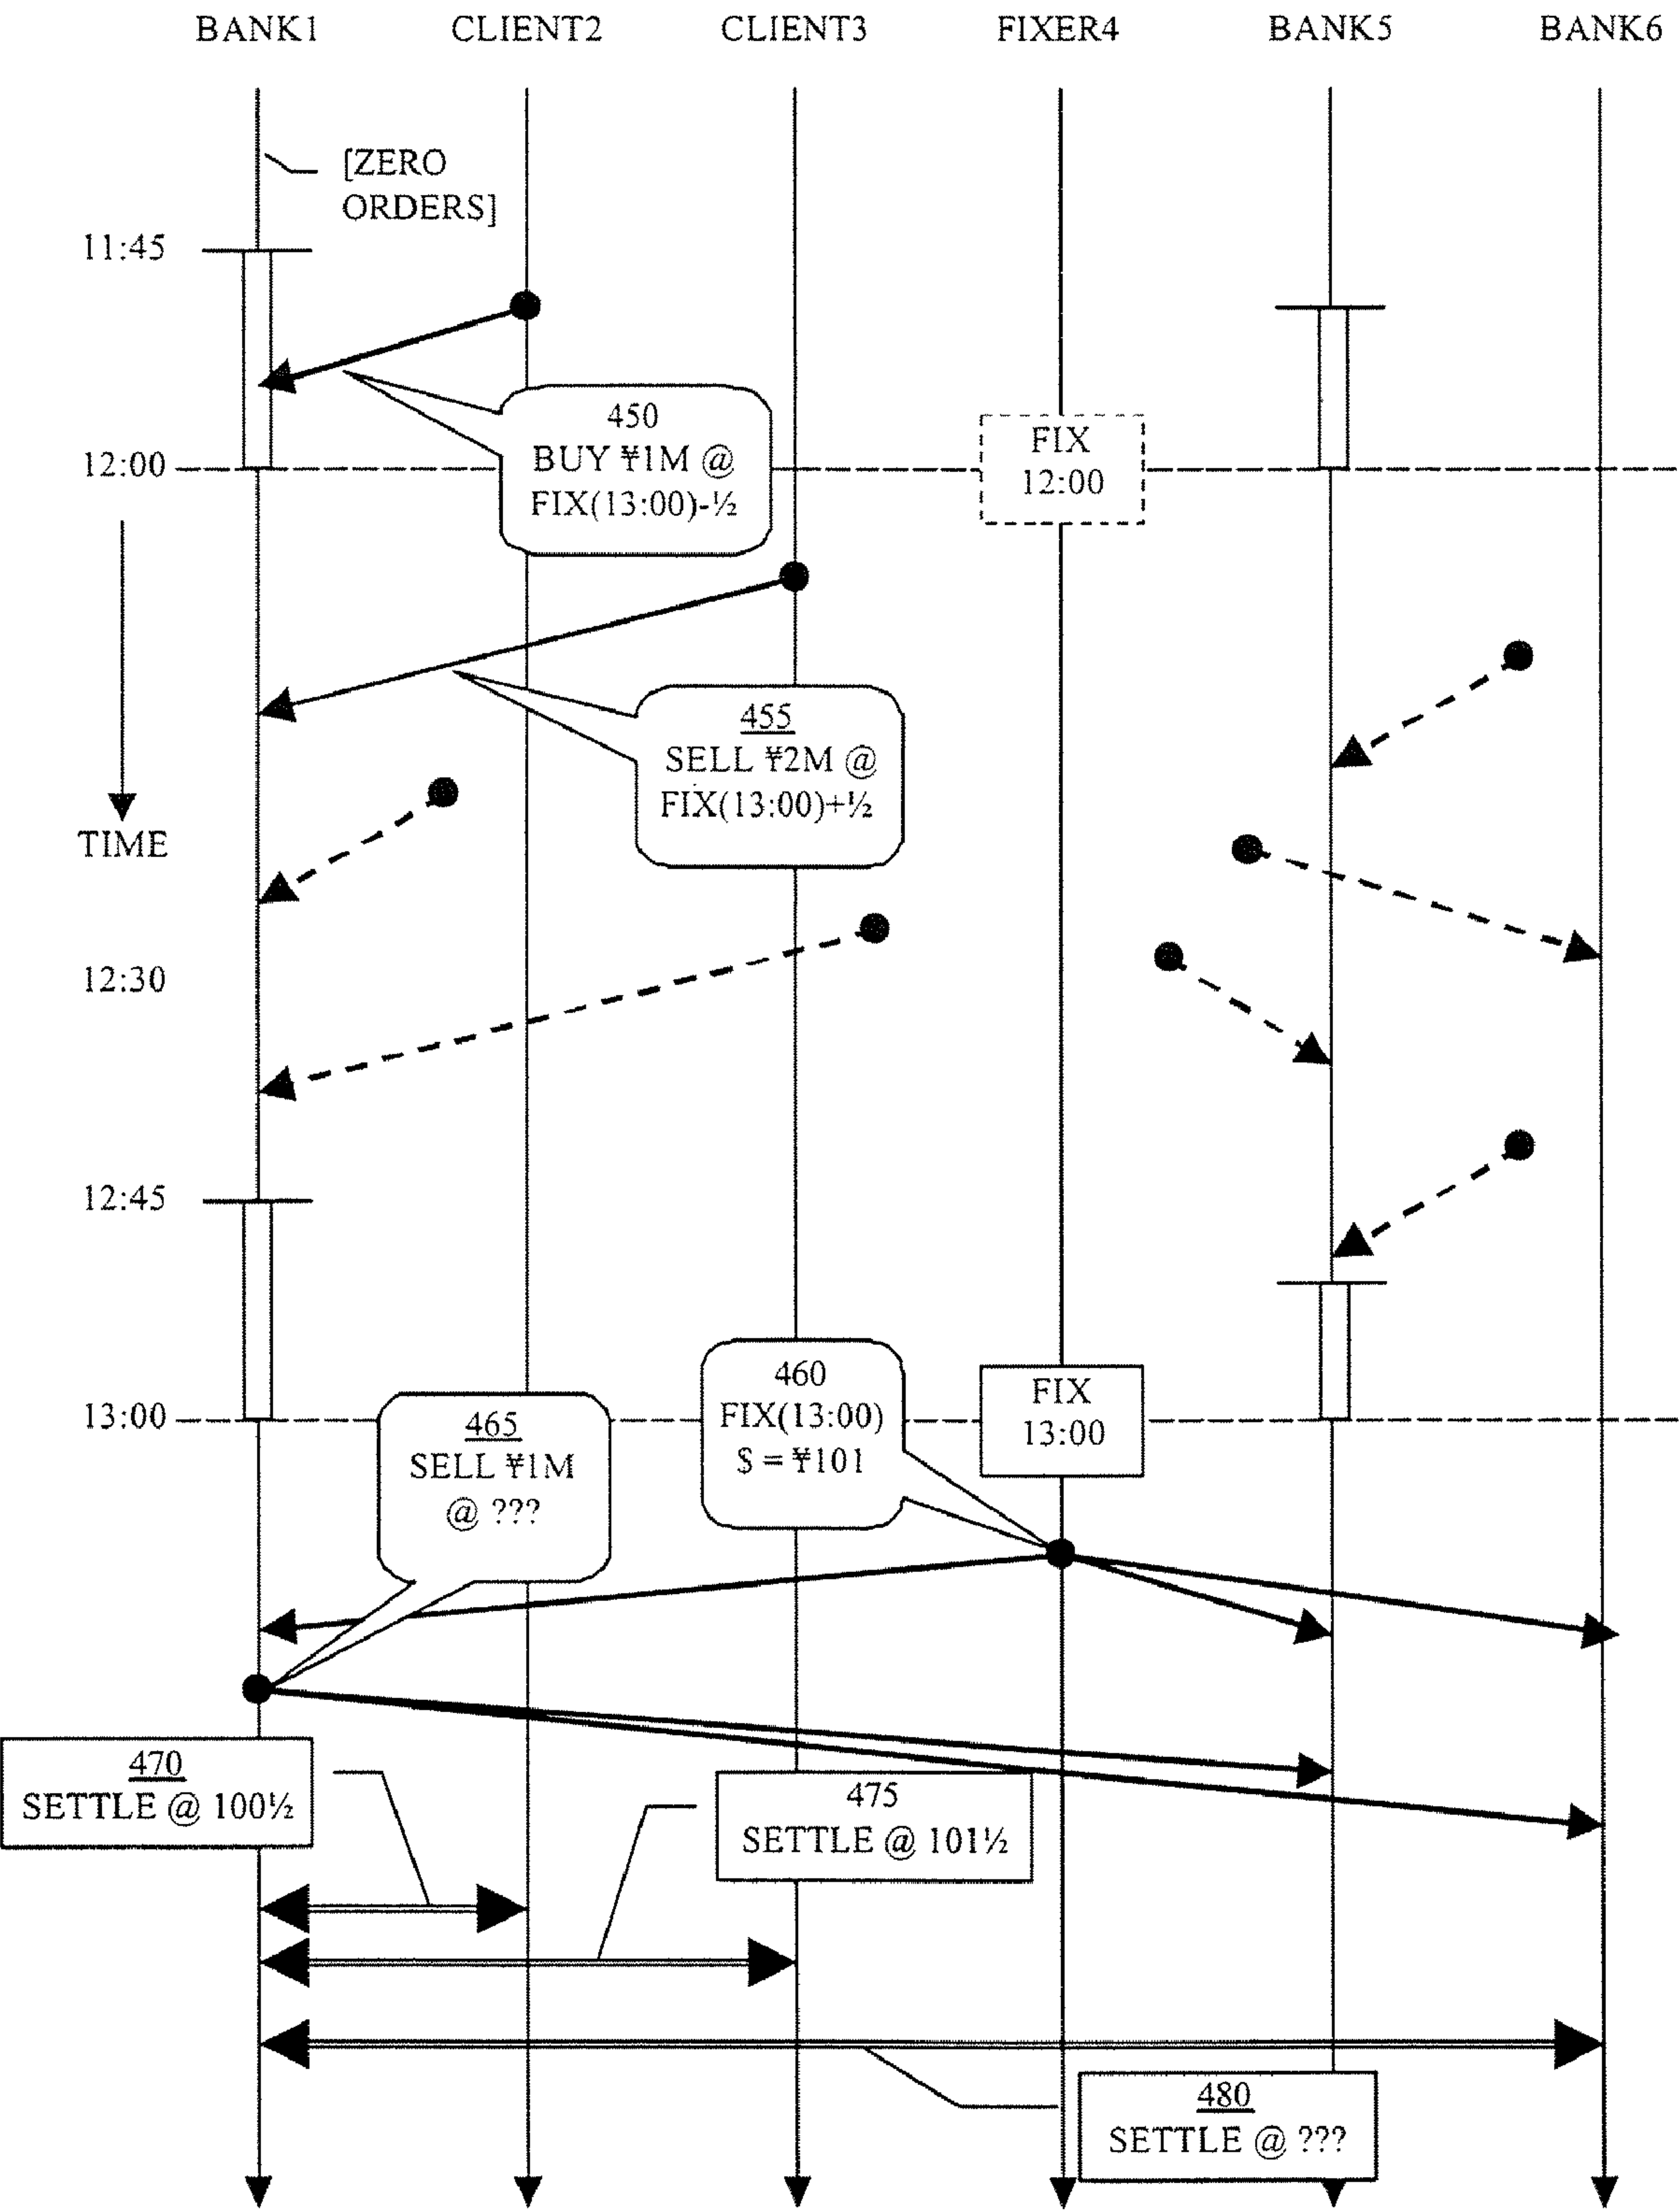 BANK1 CLIENT2 CLIENT3 FIXER4 BANK5 BANK6
[ZERO
ORDERS]
11:45
450
BUY ¥1M @
FIX(13:00)-½
FIX
12:00
12:00
455
SELL ¥2M @
FIX(13:00)+½
TIME
12:30
12:45
460
FIX(13:00)
$ = ¥101
FIX
13:00
13:00
465
SELL ¥1M
@ ???
470
SETTLE @ 100½
475
SETTLE @ 101½
480
SETTLE @ ???